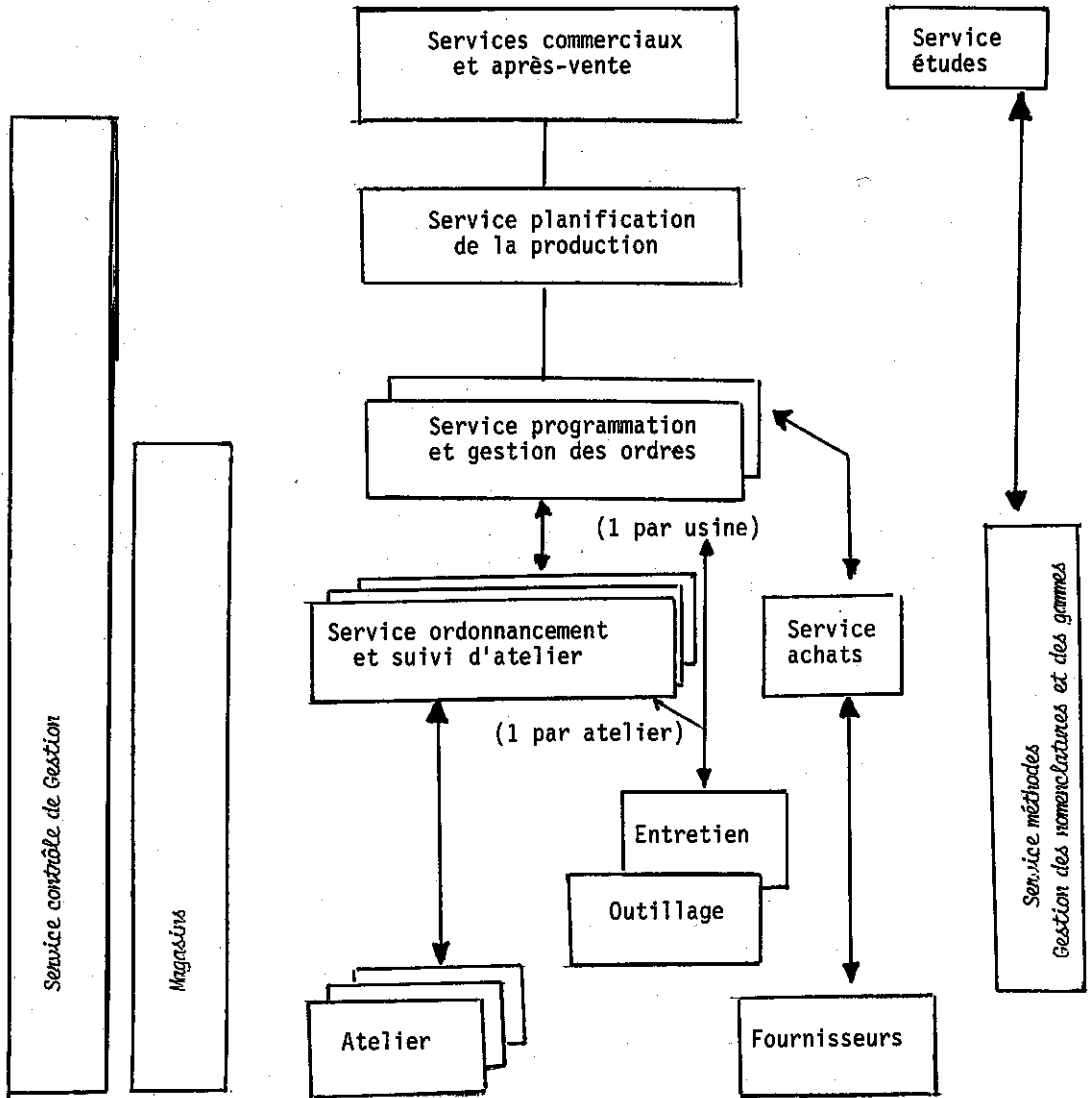 Services commerciaux
et après-vente
Service
études
Service planification
de la production
Service programmation
et gestion des ordres
(1 par usine)
Service ordonnancement
et suivi d'atelier
Service
achats
(1 par atelier)
Entretien
Outillage
Atelier
Fournisseurs
Service contrôle de Gestion
Magasins
Service méthodes
Gestion des nomenclatures et des gammes